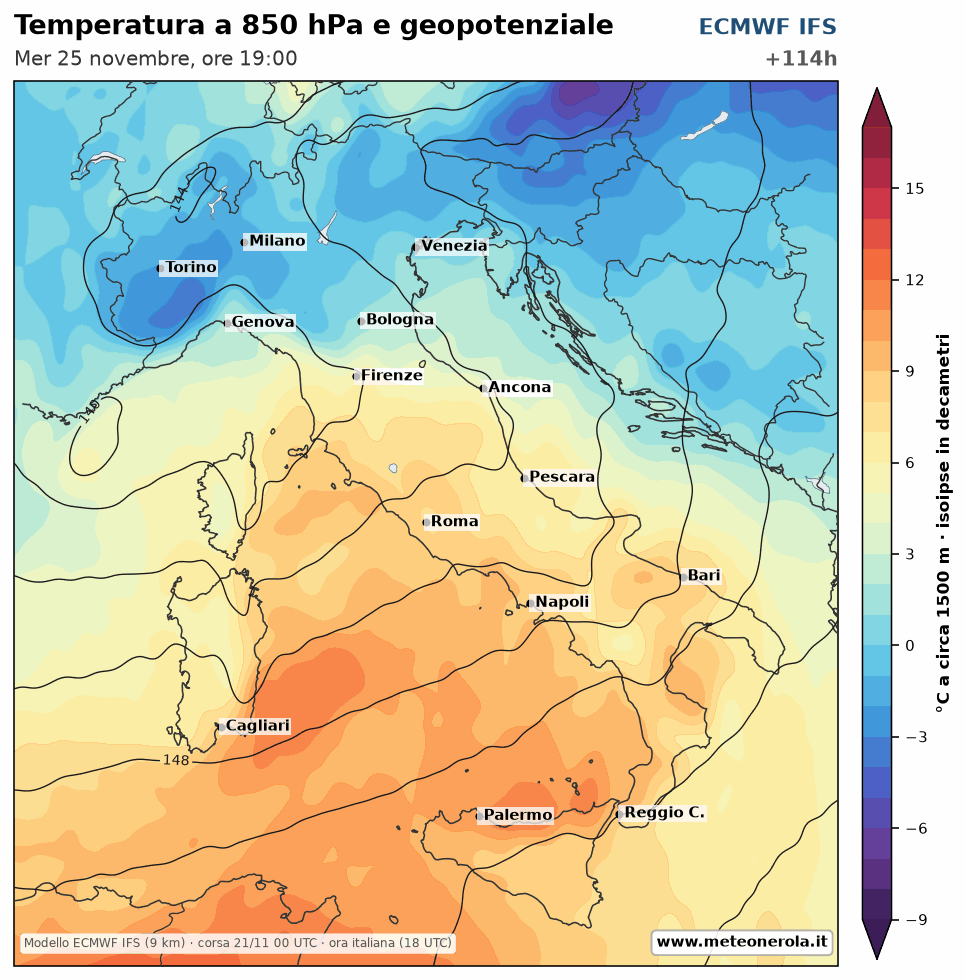 Temperatura a 850 hPa e geopotenziale
ECMWF IFS
Mer 25 novembre, ore 19:00
+114h
144
Milano
Venezia
Torino
Genova
Bologna
Firenze
Ancona
146
Pescara
Roma
Bari
Napoli
Cagliari
148
Palermo
Reggio C.
15
12
9
6
3
0
−3
−6
−9
°C a circa 1500 m · isoipse in decametri
Modello ECMWF IFS (9 km) · corsa 21/11 00 UTC · ora italiana (18 UTC)
www.meteonerola.it